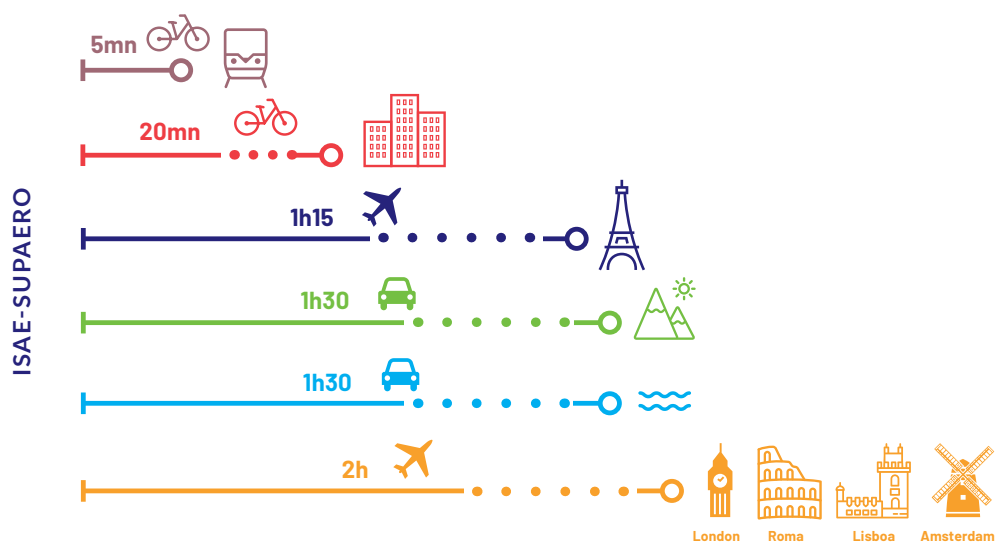 ISAE-SUPAERO
5mn
20mn
1h15
1h30
1h30
2h
London
Roma
Lisboa
Amsterdam